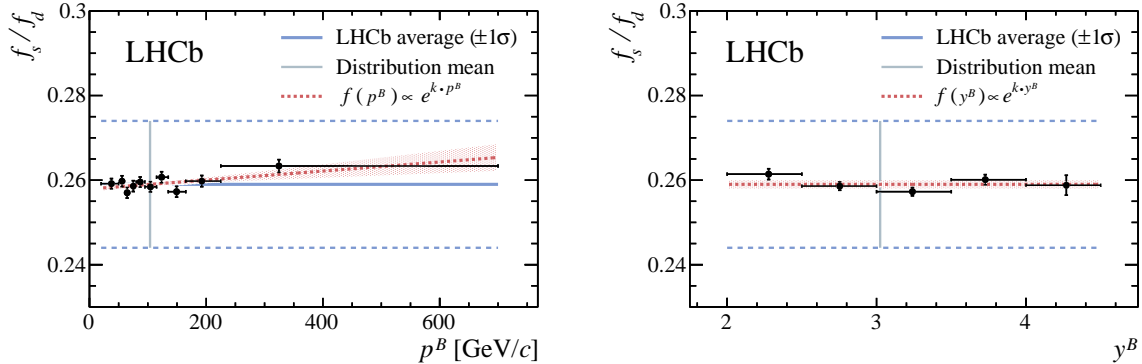 f_s / f_d
LHCb
LHCb average (±1σ)
Distribution mean
f (p^B) ∝ e^{k • p^B}
0.3
0.28
0.26
0.24
0 200 400 600
p^B [GeV/c]
f_s / f_d
LHCb
LHCb average (±1σ)
Distribution mean
f (y^B) ∝ e^{k • y^B}
0.3
0.28
0.26
0.24
2 3 4
y^B